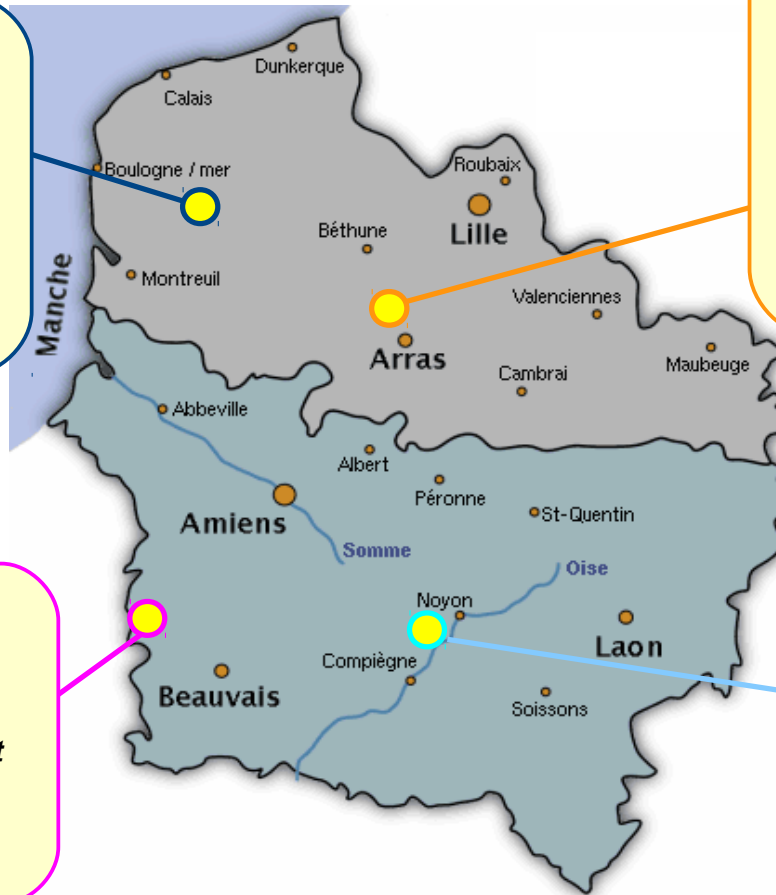 Dunkerque
Calais
Boulogne / mer
Roubaix
Béthune
Lille
Montreuil
Manche
Valenciennes
Arras
Maubeuge
Cambrai
Abbeville
Albert
Péronne
Amiens
St-Quentin
Somme
Oise
Noyon
Laon
Compiègne
Beauvais
Soissons
t